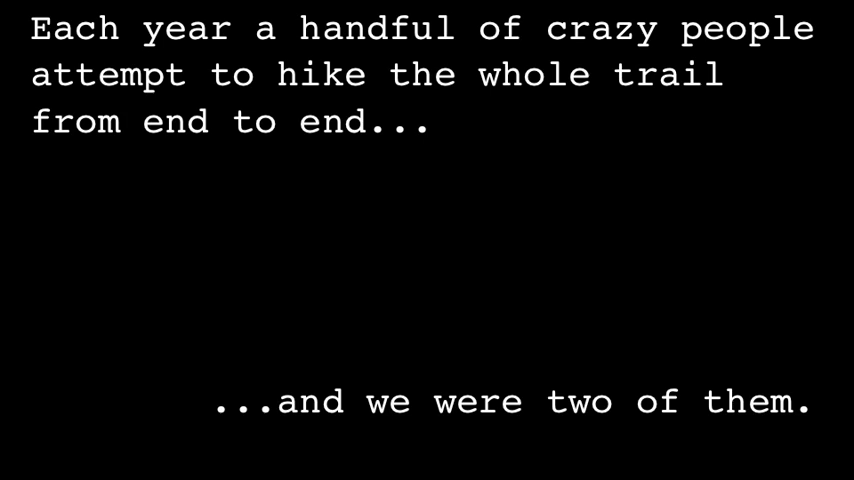 Each year a handful of crazy people
attempt to hike the whole trail
from end to end...
...and we were two of them.